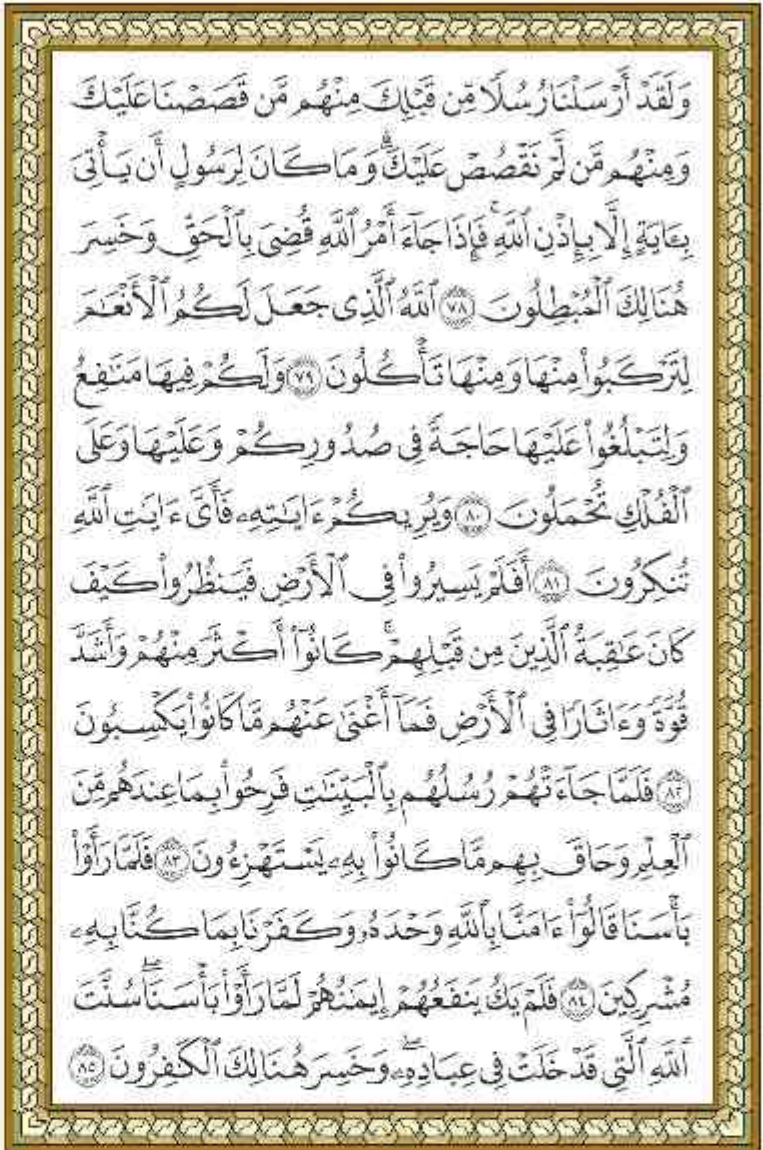 وَلَقَدْ أَرْسَلْنَا رُسُلًا مِّن قَبْلِكَ مِنْهُم مَّن قَصَصْنَا عَلَيْكَ
وَمِنْهُم مَّن لَّمْ نَقْصُصْ عَلَيْكَ ۗ وَمَا كَانَ لِرَسُولٍ أَن يَأْتِىَ
بِـَٔايَةٍ إِلَّا بِإِذْنِ ٱللَّهِ ۚ فَإِذَا جَآءَ أَمْرُ ٱللَّهِ قُضِىَ بِٱلْحَقِّ وَخَسِرَ
هُنَالِكَ ٱلْمُبْطِلُونَ ٧٨ ٱللَّهُ ٱلَّذِى جَعَلَ لَكُمُ ٱلْأَنْعَـٰمَ
لِتَرْكَبُوا۟ مِنْهَا وَمِنْهَا تَأْكُلُونَ ٧٩ وَلَكُمْ فِيهَا مَنَـٰفِعُ
وَلِتَبْلُغُوا۟ عَلَيْهَا حَاجَةً فِى صُدُورِكُمْ وَعَلَيْهَا وَعَلَى
ٱلْفُلْكِ تُحْمَلُونَ ٨٠ وَيُرِيكُمْ ءَايَـٰتِهِۦ فَأَىَّ ءَايَـٰتِ ٱللَّهِ
تُنكِرُونَ ٨١ أَفَلَمْ يَسِيرُوا۟ فِى ٱلْأَرْضِ فَيَنظُرُوا۟ كَيْفَ
كَانَ عَـٰقِبَةُ ٱلَّذِينَ مِن قَبْلِهِمْ ۚ كَانُوٓا۟ أَكْثَرَ مِنْهُمْ وَأَشَدَّ
قُوَّةً وَءَاثَارًا فِى ٱلْأَرْضِ فَمَآ أَغْنَىٰ عَنْهُم مَّا كَانُوا۟ يَكْسِبُونَ
٨٢ فَلَمَّا جَآءَتْهُمْ رُسُلُهُم بِٱلْبَيِّنَـٰتِ فَرِحُوا۟ بِمَا عِندَهُم مِّنَ
ٱلْعِلْمِ وَحَاقَ بِهِم مَّا كَانُوا۟ بِهِۦ يَسْتَهْزِءُونَ ٨٣ فَلَمَّا رَأَوْا۟
بَأْسَنَا قَالُوٓا۟ ءَامَنَّا بِٱللَّهِ وَحْدَهُۥ وَكَفَرْنَا بِمَا كُنَّا بِهِۦ
مُشْرِكِينَ ٨٤ فَلَمْ يَكُ يَنفَعُهُمْ إِيمَـٰنُهُمْ لَمَّا رَأَوْا۟ بَأْسَنَا ۖ سُنَّتَ
ٱللَّهِ ٱلَّتِى قَدْ خَلَتْ فِى عِبَادِهِۦ ۖ وَخَسِرَ هُنَالِكَ ٱلْكَـٰفِرُونَ ٨٥